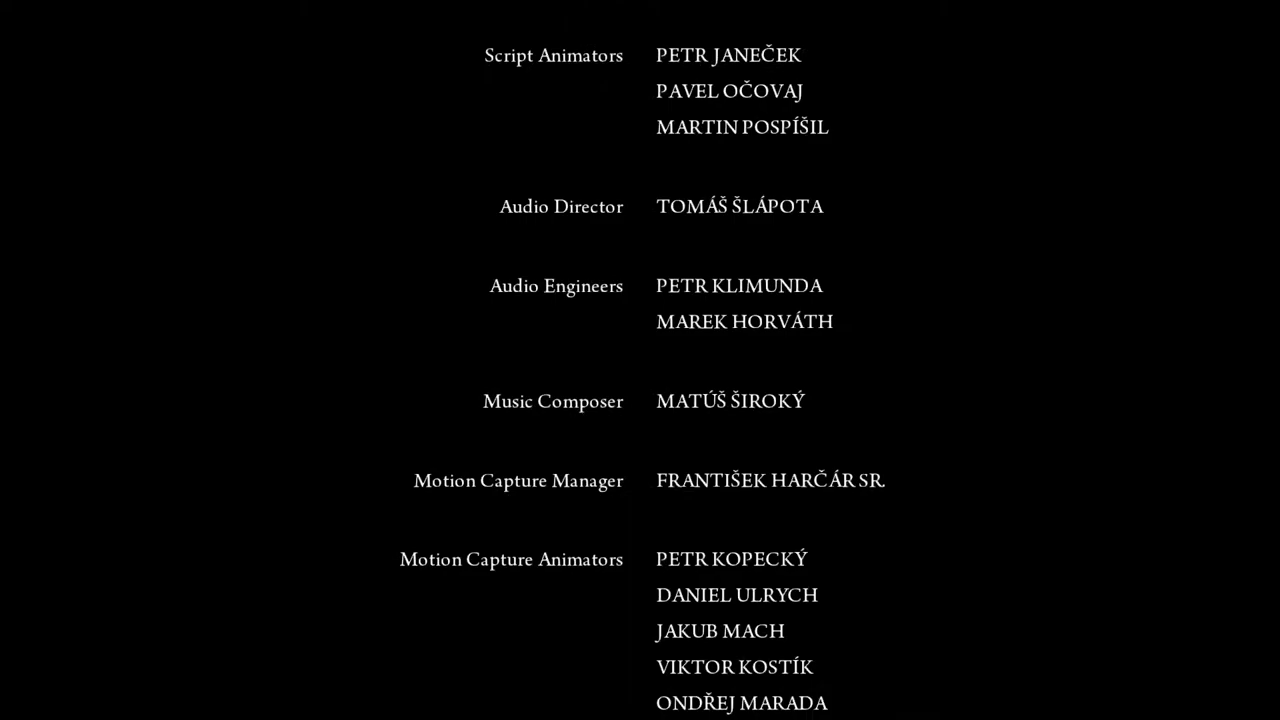 Script Animators PETR JANEČEK
PAVEL OČOVAJ
MARTIN POSPÍŠIL
Audio Director TOMÁŠ ŠLÁPOTA
Audio Engineers PETR KLIMUNDA
MAREK HORVÁTH
Music Composer MATÚŠ ŠIROKÝ
Motion Capture Manager FRANTIŠEK HARČÁR SR.
Motion Capture Animators PETR KOPECKÝ
DANIEL ULRYCH
JAKUB MACH
VIKTOR KOSTÍK
ONDŘEJ MARADA